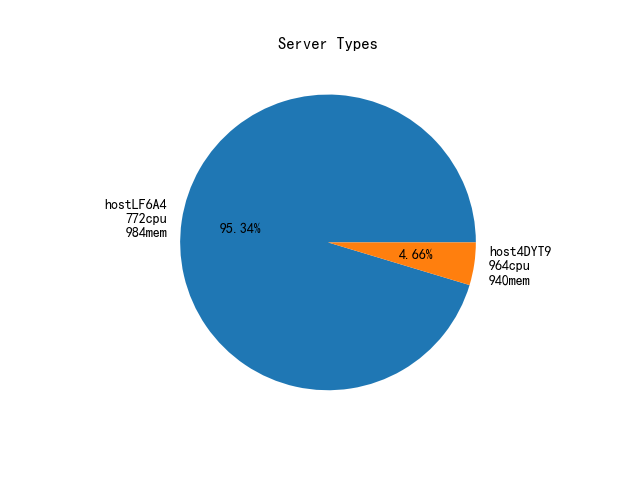 Server Types
hostLF6A4
772cpu
984mem
95.34%
4.66%
host4DYT9
964cpu
940mem